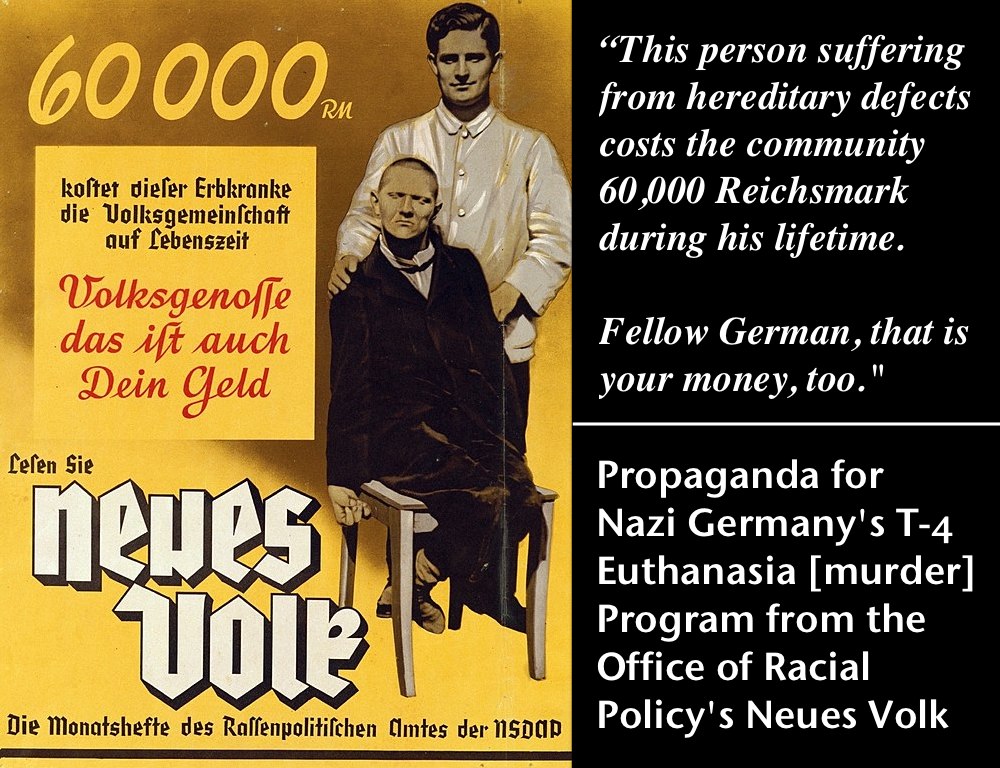 60 000 RM
koſtet dieſer Erbkranke
die Volksgemeinſchaft
auf Lebenszeit
Volksgenoſſe
das iſt auch
Dein Geld
Leſen Sie
neues
Volk
Die Monatshefte des Raſſenpolitiſchen Amtes der NSDAP
“This person suffering
from hereditary defects
costs the community
60,000 Reichsmark
during his lifetime.
Fellow German, that is
your money, too."
Propaganda for
Nazi Germany's T-4
Euthanasia [murder]
Program from the
Office of Racial
Policy's Neues Volk